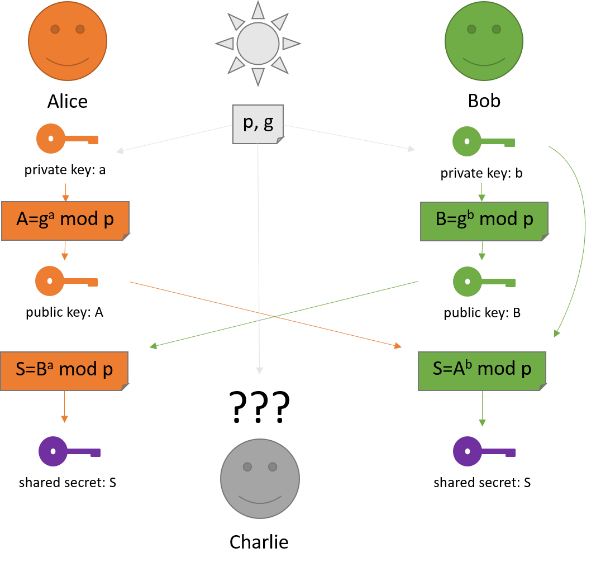 Alice
Bob
p, g
private key: a
private key: b
A=gᵃ mod p
B=gᵇ mod p
public key: A
public key: B
S=Bᵃ mod p
S=Aᵇ mod p
???
shared secret: S
shared secret: S
Charlie